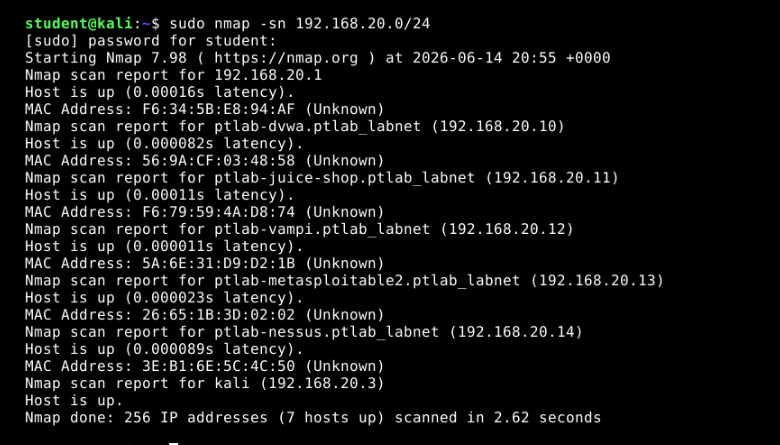 student@kali:~$ sudo nmap -sn 192.168.20.0/24
[sudo] password for student:
Starting Nmap 7.98 ( https://nmap.org ) at 2026-06-14 20:55 +0000
Nmap scan report for 192.168.20.1
Host is up (0.00016s latency).
MAC Address: F6:34:5B:E8:94:AF (Unknown)
Nmap scan report for ptlab-dvwa.ptlab_labnet (192.168.20.10)
Host is up (0.000082s latency).
MAC Address: 56:9A:CF:03:48:58 (Unknown)
Nmap scan report for ptlab-juice-shop.ptlab_labnet (192.168.20.11)
Host is up (0.00011s latency).
MAC Address: F6:79:59:4A:D8:74 (Unknown)
Nmap scan report for ptlab-vampi.ptlab_labnet (192.168.20.12)
Host is up (0.000011s latency).
MAC Address: 5A:6E:31:D9:D2:1B (Unknown)
Nmap scan report for ptlab-metasploitable2.ptlab_labnet (192.168.20.13)
Host is up (0.000023s latency).
MAC Address: 26:65:1B:3D:02:02 (Unknown)
Nmap scan report for ptlab-nessus.ptlab_labnet (192.168.20.14)
Host is up (0.000089s latency).
MAC Address: 3E:B1:6E:5C:4C:50 (Unknown)
Nmap scan report for kali (192.168.20.3)
Host is up.
Nmap done: 256 IP addresses (7 hosts up) scanned in 2.62 seconds